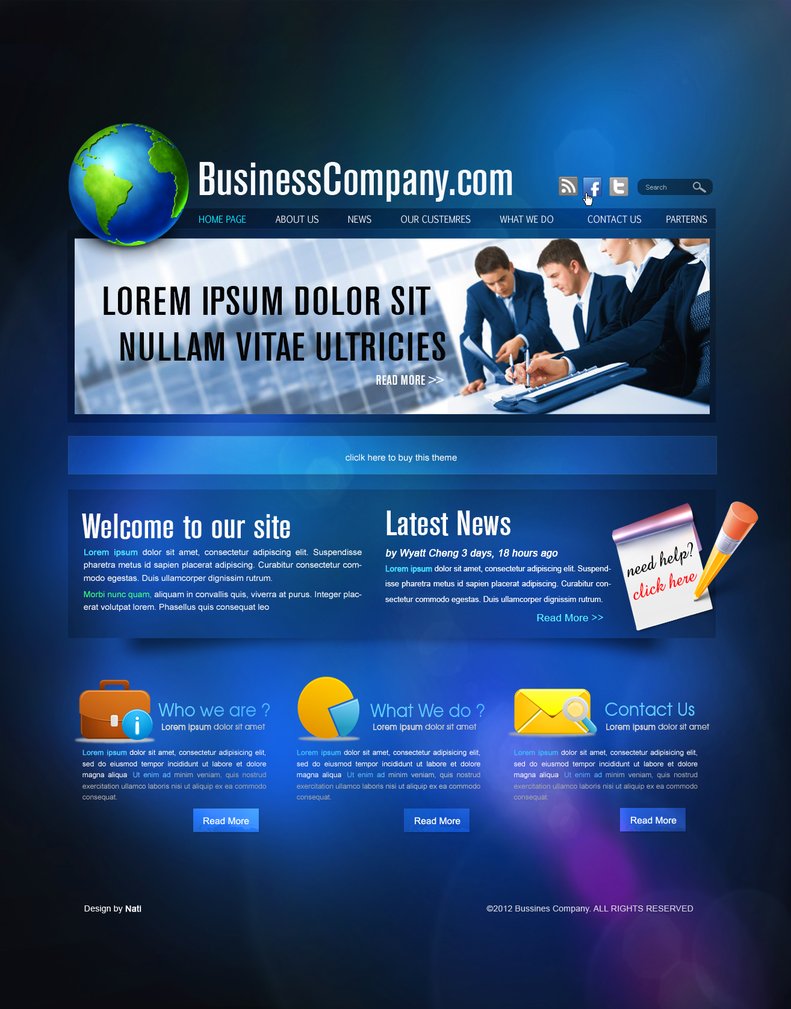 BusinessCompany.com
Search
HOME PAGE ABOUT US NEWS OUR CUSTEMRES WHAT WE DO CONTACT US PARTERNS
LOREM IPSUM DOLOR SIT
NULLAM VITAE ULTRICIES
READ MORE >>
cliclk here to buy this theme
Welcome to our site
Lorem ipsum dolor sit amet, consectetur adipiscing elit. Suspendisse
isse pharetra metus id sapien placerat adipiscing. Curabitur consectetur com-
modo egestas. Duis ullamcorper dignissim rutrum.
Morbi nunc quam, aliquam in convallis quis, viverra at purus. Integer plac-
erat volutpat lorem. Phasellus quis consequat leo
Latest News
by Wyatt Cheng 3 days, 18 hours ago
Lorem ipsum dolor sit amet, consectetur adipiscing elit. Suspend-
isse pharetra metus id sapien placerat adipiscing. Curabitur con-
sectetur commodo egestas. Duis ullamcorper dignissim rutrum.
Read More >>
need help?
click here
Who we are ?
Lorem ipsum dolor sit amet
Lorem ipsum dolor sit amet, consectetur adipisicing elit,
sed do eiusmod tempor incididunt ut labore et dolore
magna aliqua Ut enim ad minim veniam, quis nostrud
exercitation ullamco laboris nisi ut aliquip ex ea commodo
consequat.
Read More
What We do ?
Lorem ipsum dolor sit amet
Lorem ipsum dolor sit amet, consectetur adipisicing elit,
sed do eiusmod tempor incididunt ut labore et dolore
magna aliqua Ut enim ad minim veniam, quis nostrud
exercitation ullamco laboris nisi ut aliquip ex ea commodo
consequat.
Read More
Contact Us
Lorem ipsum dolor sit amet
Lorem ipsum dolor sit amet, consectetur adipisicing elit,
sed do eiusmod tempor incididunt ut labore et dolore
magna aliqua Ut enim ad minim veniam, quis nostrud
exercitation ullamco laboris nisi ut aliquip ex ea commodo
consequat.
Read More
Design by Nati
©2012 Bussines Company. ALL RIGHTS RESERVED